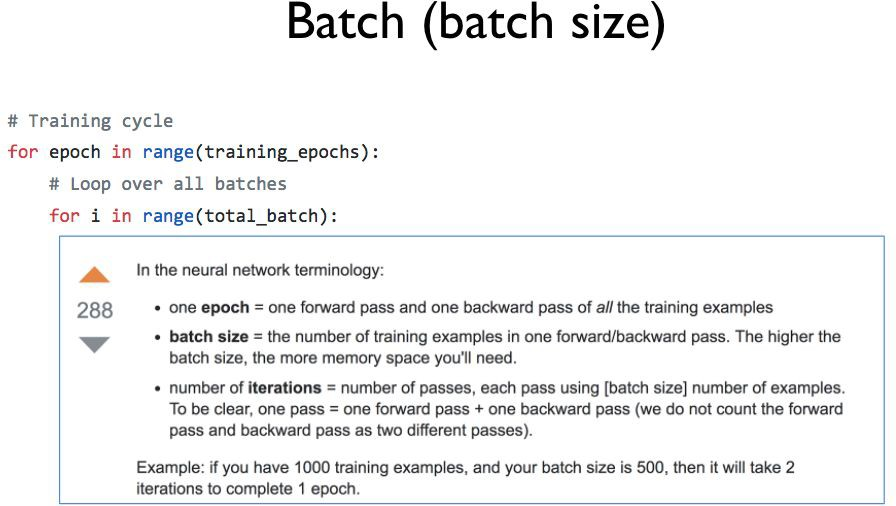 Batch (batch size)
# Training cycle
for epoch in range(training_epochs):
# Loop over all batches
for i in range(total_batch):
In the neural network terminology:
288
• one epoch = one forward pass and one backward pass of all the training examples
• batch size = the number of training examples in one forward/backward pass. The higher the
batch size, the more memory space you'll need.
• number of iterations = number of passes, each pass using [batch size] number of examples.
To be clear, one pass = one forward pass + one backward pass (we do not count the forward
pass and backward pass as two different passes).
Example: if you have 1000 training examples, and your batch size is 500, then it will take 2
iterations to complete 1 epoch.